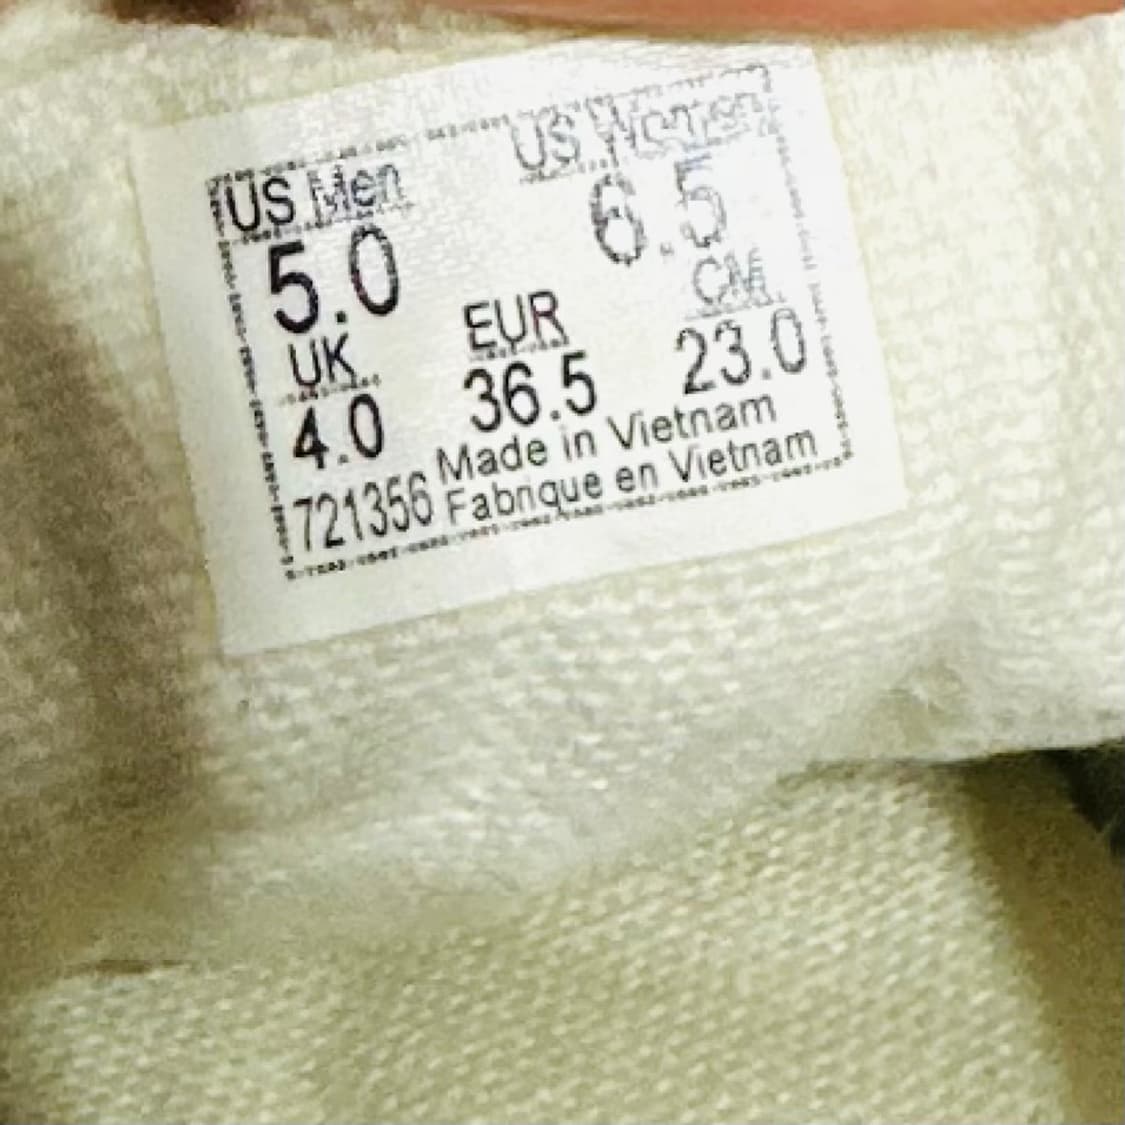 US Men US Women
5.0 6.5
UK EUR CM
4.0 36.5 23.0
Made in Vietnam
721356 Fabrique en Vietnam